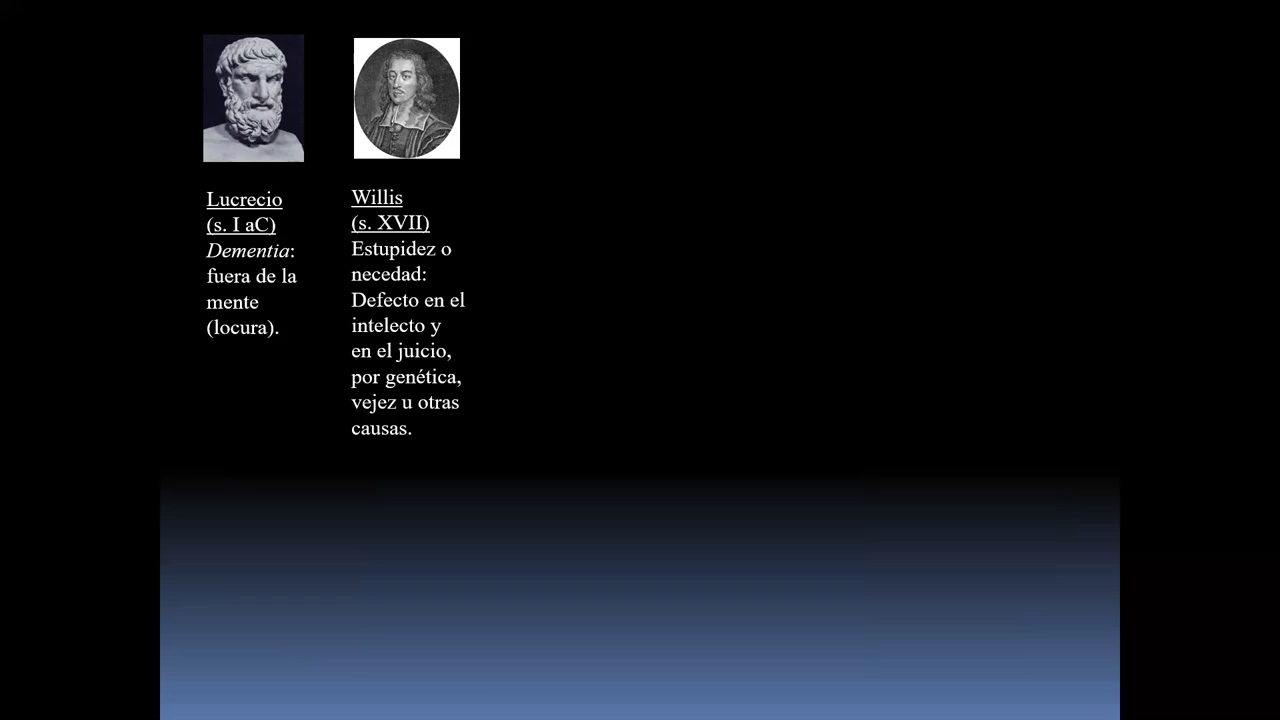 Lucrecio
(s. I aC)
Dementia:
fuera de la
mente
(locura).
Willis
(s. XVII)
Estupidez o
necedad:
Defecto en el
intelecto y
en el juicio,
por genética,
vejez u otras
causas.